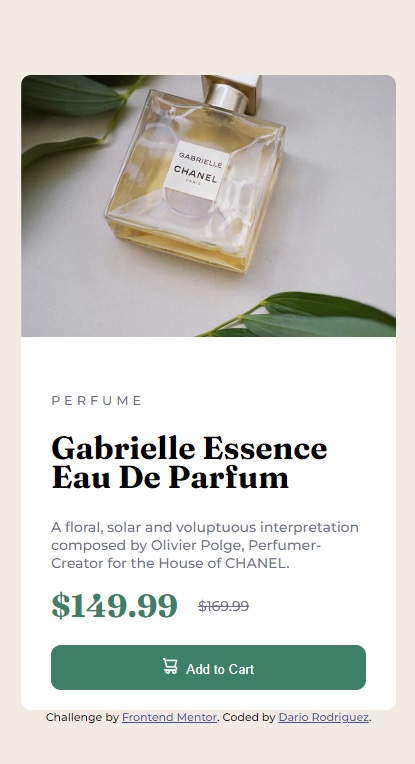 GABRIELLE
CHANEL
PARIS
PERFUME
Gabrielle Essence
Eau De Parfum
A floral, solar and voluptuous interpretation
composed by Olivier Polge, Perfumer-
Creator for the House of CHANEL.
$149.99 $169.99
Add to Cart
Challenge by Frontend Mentor. Coded by Dario Rodriguez.